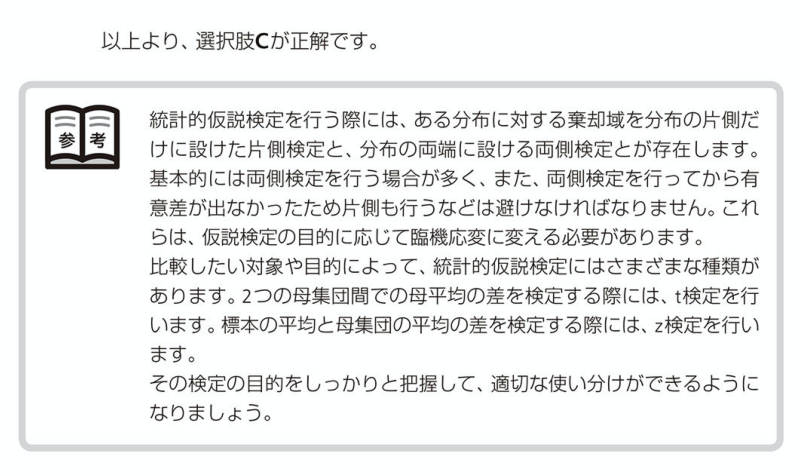 以上より、選択肢Cが正解です。
参考
統計的仮説検定を行う際には、ある分布に対する棄却域を分布の片側だ
けに設けた片側検定と、分布の両端に設ける両側検定とが存在します。
基本的には両側検定を行う場合が多く、また、両側検定を行ってから有
意差が出なかったため片側も行うなどは避けなければなりません。これ
らは、仮説検定の目的に応じて臨機応変に変える必要があります。
比較したい対象や目的によって、統計的仮説検定にはさまざまな種類が
あります。2つの母集団間での母平均の差を検定する際には、t検定を行
います。標本の平均と母集団の平均の差を検定する際には、z検定を行い
ます。
その検定の目的をしっかりと把握して、適切な使い分けができるように
なりましょう。